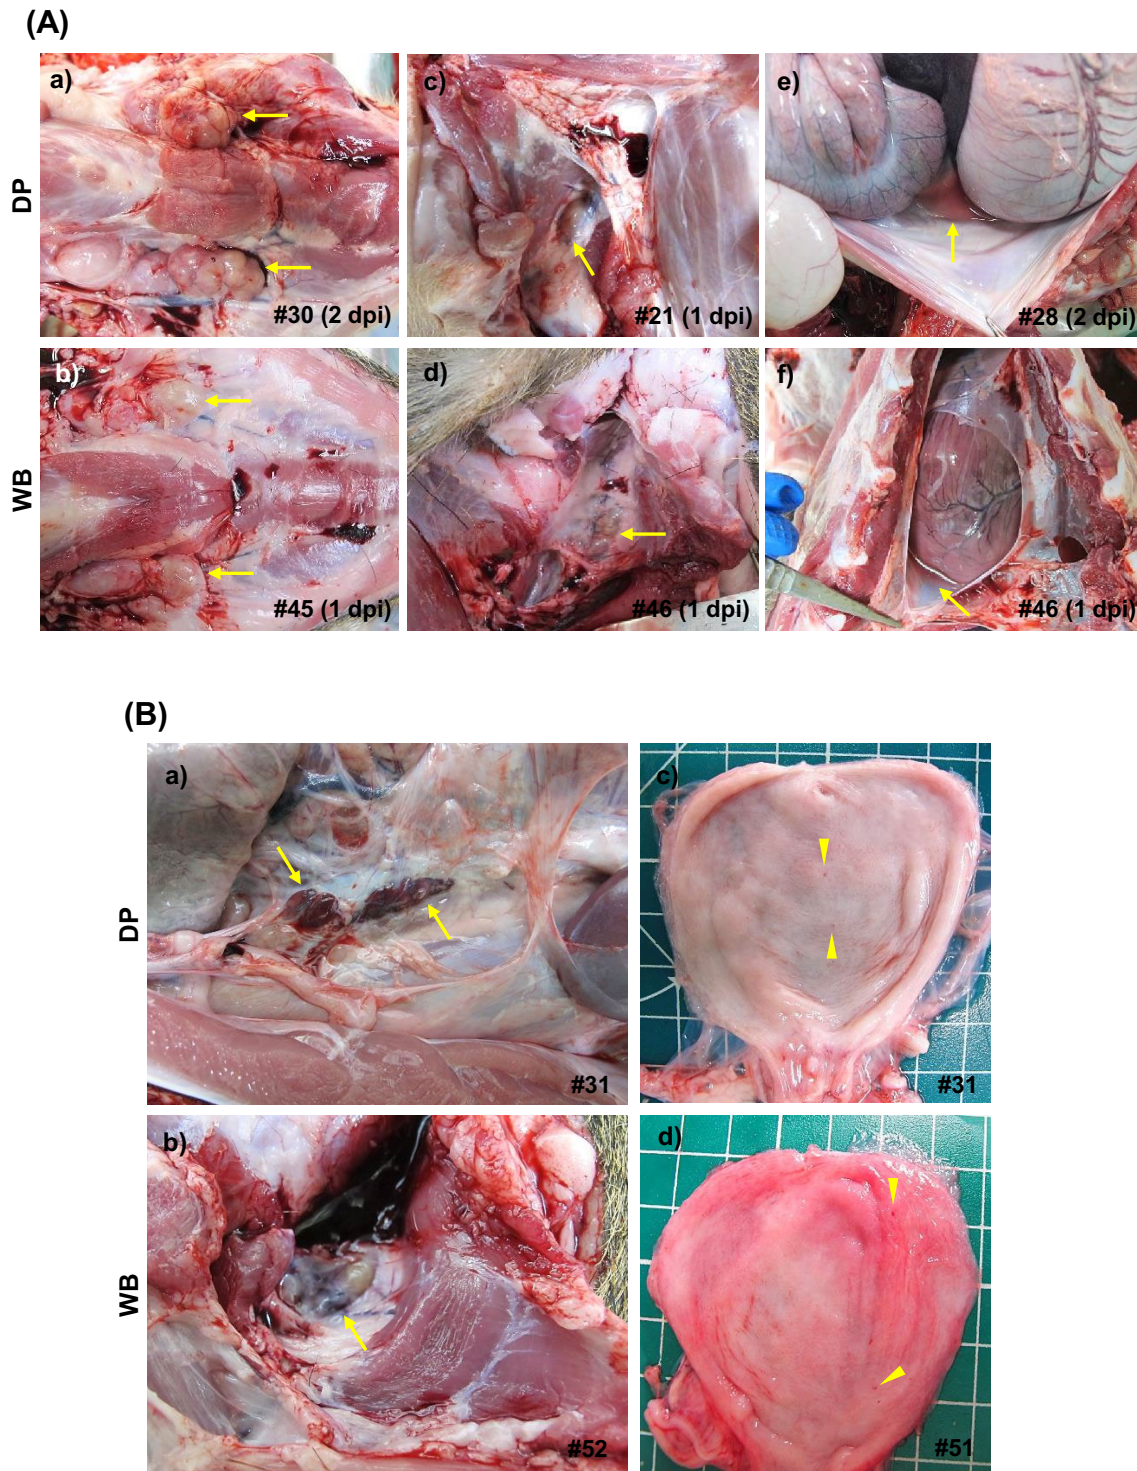 (A)
a)
c)
e)
DP
#30 (2 dpi)
#21 (1 dpi)
#28 (2 dpi)
b)
d)
f)
WB
#45 (1 dpi)
#46 (1 dpi)
#46 (1 dpi)
(B)
a)
c)
DP
#31
#31
b)
d)
WB
#52
#51